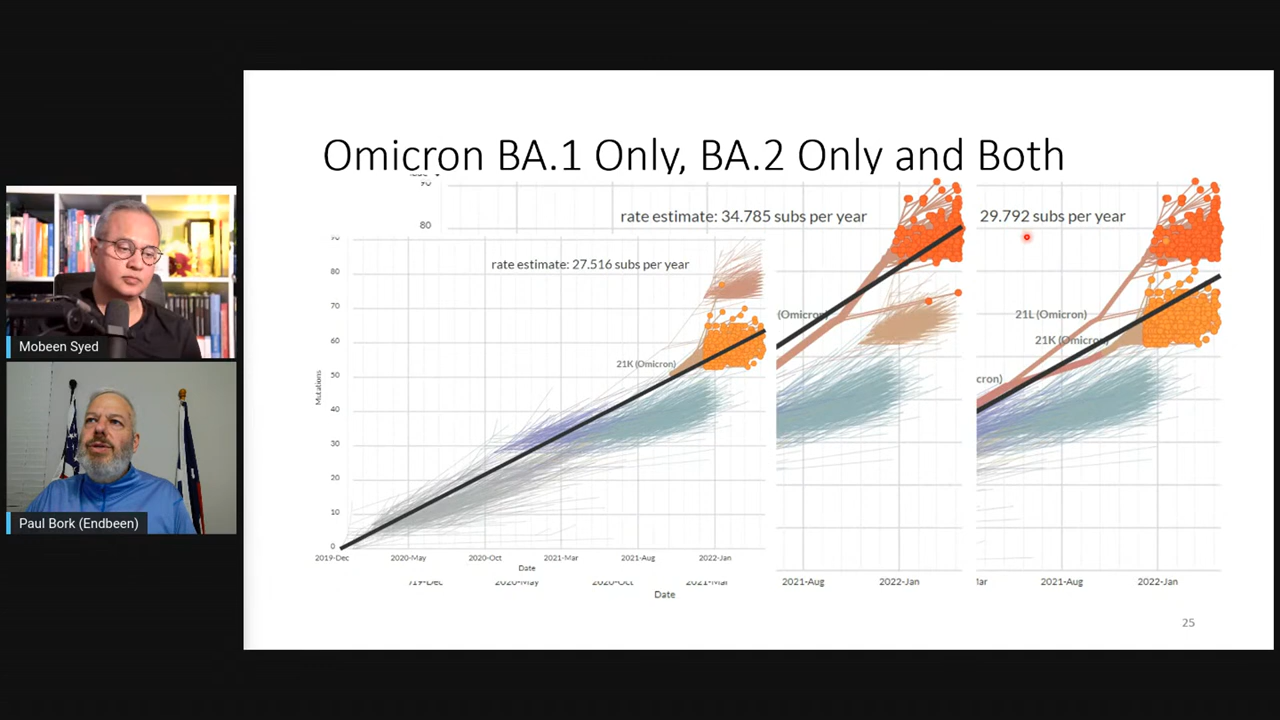 Omicron BA.1 Only, BA.2 Only and Both
90
80
rate estimate: 34.785 subs per year
29.792 subs per year
rate estimate: 27.516 subs per year
80
70
60
50
40
30
20
10
0
Mutations
21K (Omicron)
(Omicron)
21L (Omicron)
21K (Omicron)
cron)
2019-Dec
2020-May
2020-Oct
2021-Mar
2021-Aug
2022-Jan
Date
2020-May
2020-Oct
2021-Mar
2021-Aug
2022-Jan
Mar
2021-Aug
2022-Jan
Date
25
Mobeen Syed
Paul Bork (Endbeen)